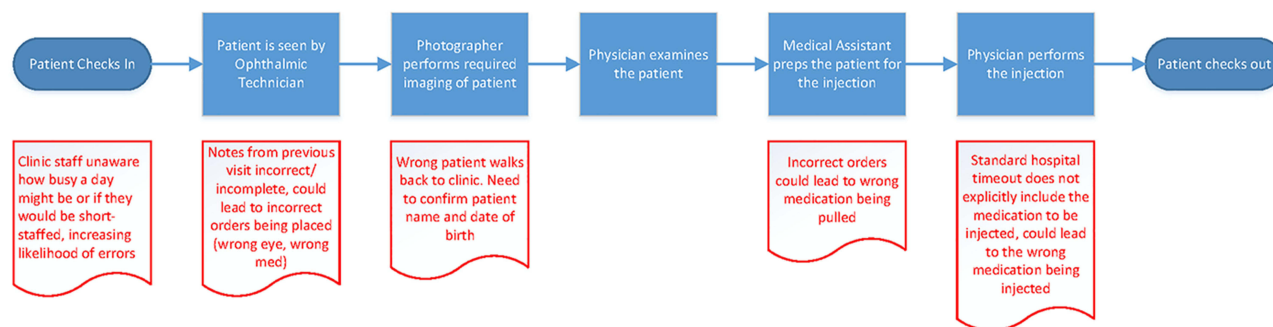 Patient Checks In
Patient is seen by
Ophthalmic
Technician
Photographer
performs required
imaging of patient
Physician examines
the patient
Medical Assistant
preps the patient for
the injection
Physician performs
the injection
Patient checks out
Clinic staff unaware
how busy a day
might be or if they
would be short-
staffed, increasing
likelihood of errors
Notes from previous
visit incorrect/
incomplete, could
lead to incorrect
orders being placed
(wrong eye, wrong
med)
Wrong patient walks
back to clinic. Need
to confirm patient
name and date of
birth
Incorrect orders
could lead to wrong
medication being
pulled
Standard hospital
timeout does not
explicitly include the
medication to be
injected, could lead
to the wrong
medication being
injected